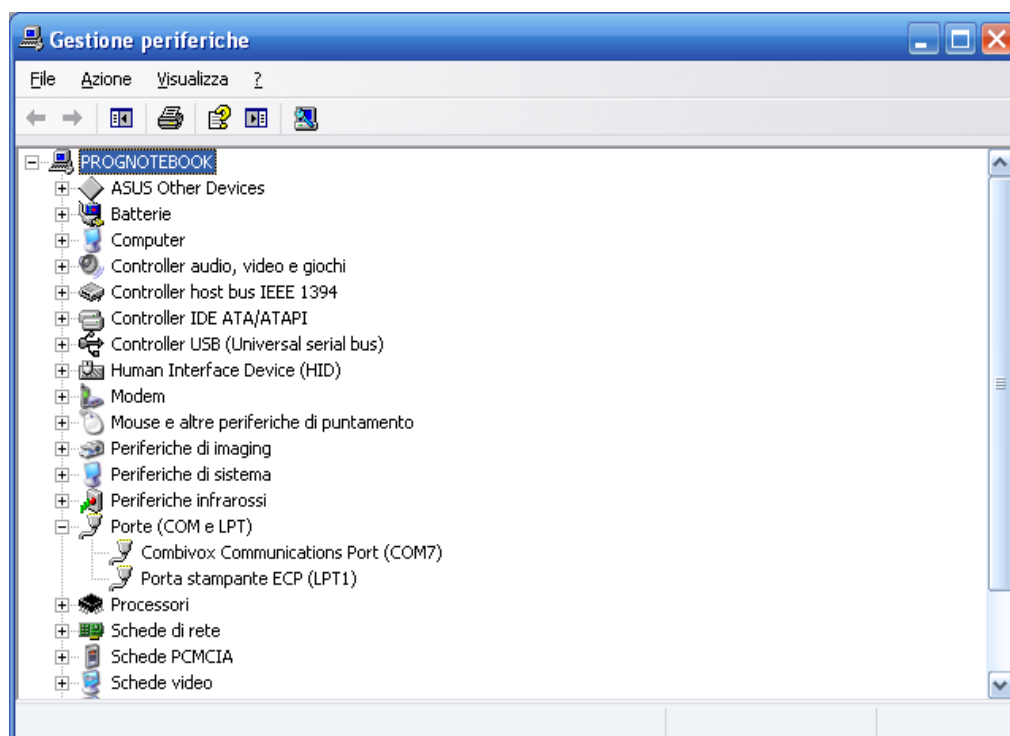 Gestione periferiche
File Azione Visualizza ?
PROGNOTEBOOK
ASUS Other Devices
Batterie
Computer
Controller audio, video e giochi
Controller host bus IEEE 1394
Controller IDE ATA/ATAPI
Controller USB (Universal serial bus)
Human Interface Device (HID)
Modem
Mouse e altre periferiche di puntamento
Periferiche di imaging
Periferiche di sistema
Periferiche infrarossi
Porte (COM e LPT)
Combivox Communications Port (COM7)
Porta stampante ECP (LPT1)
Processori
Schede di rete
Schede PCMCIA
Schede video